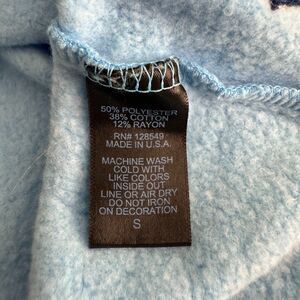 50% POLYESTER
38% COTTON
12% RAYON
RN# 128549
MADE IN U.S.A.
MACHINE WASH
COLD WITH
LIKE COLORS
INSIDE OUT
LINE OR AIR DRY
DO NOT IRON
ON DECORATION
S